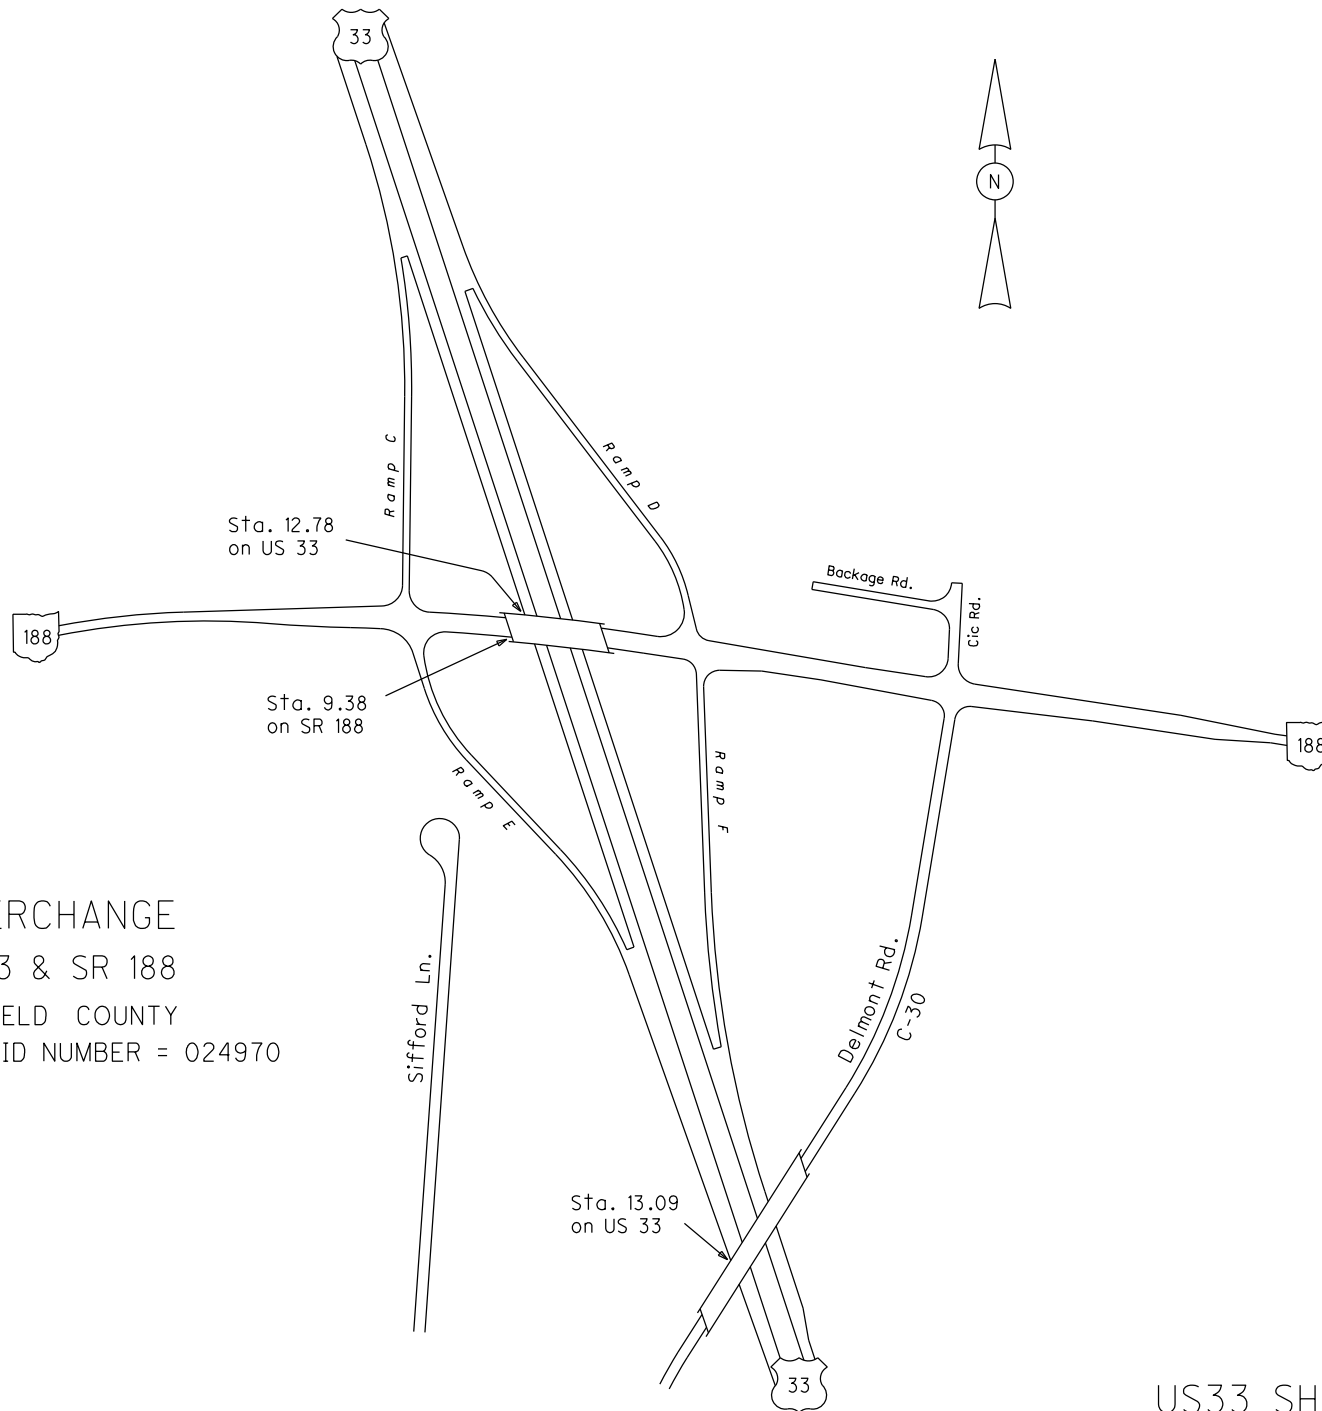 33
N
Ramp C
Ramp D
Sta. 12.78
on US 33
Backage Rd.
Cic Rd.
188
Sta. 9.38
on SR 188
188
Ramp E
Ramp F
ERCHANGE
3 & SR 188
ELD COUNTY
ID NUMBER = 024970
Sifford Ln.
Delmont Rd.
C-30
Sta. 13.09
on US 33
33
US33 SH